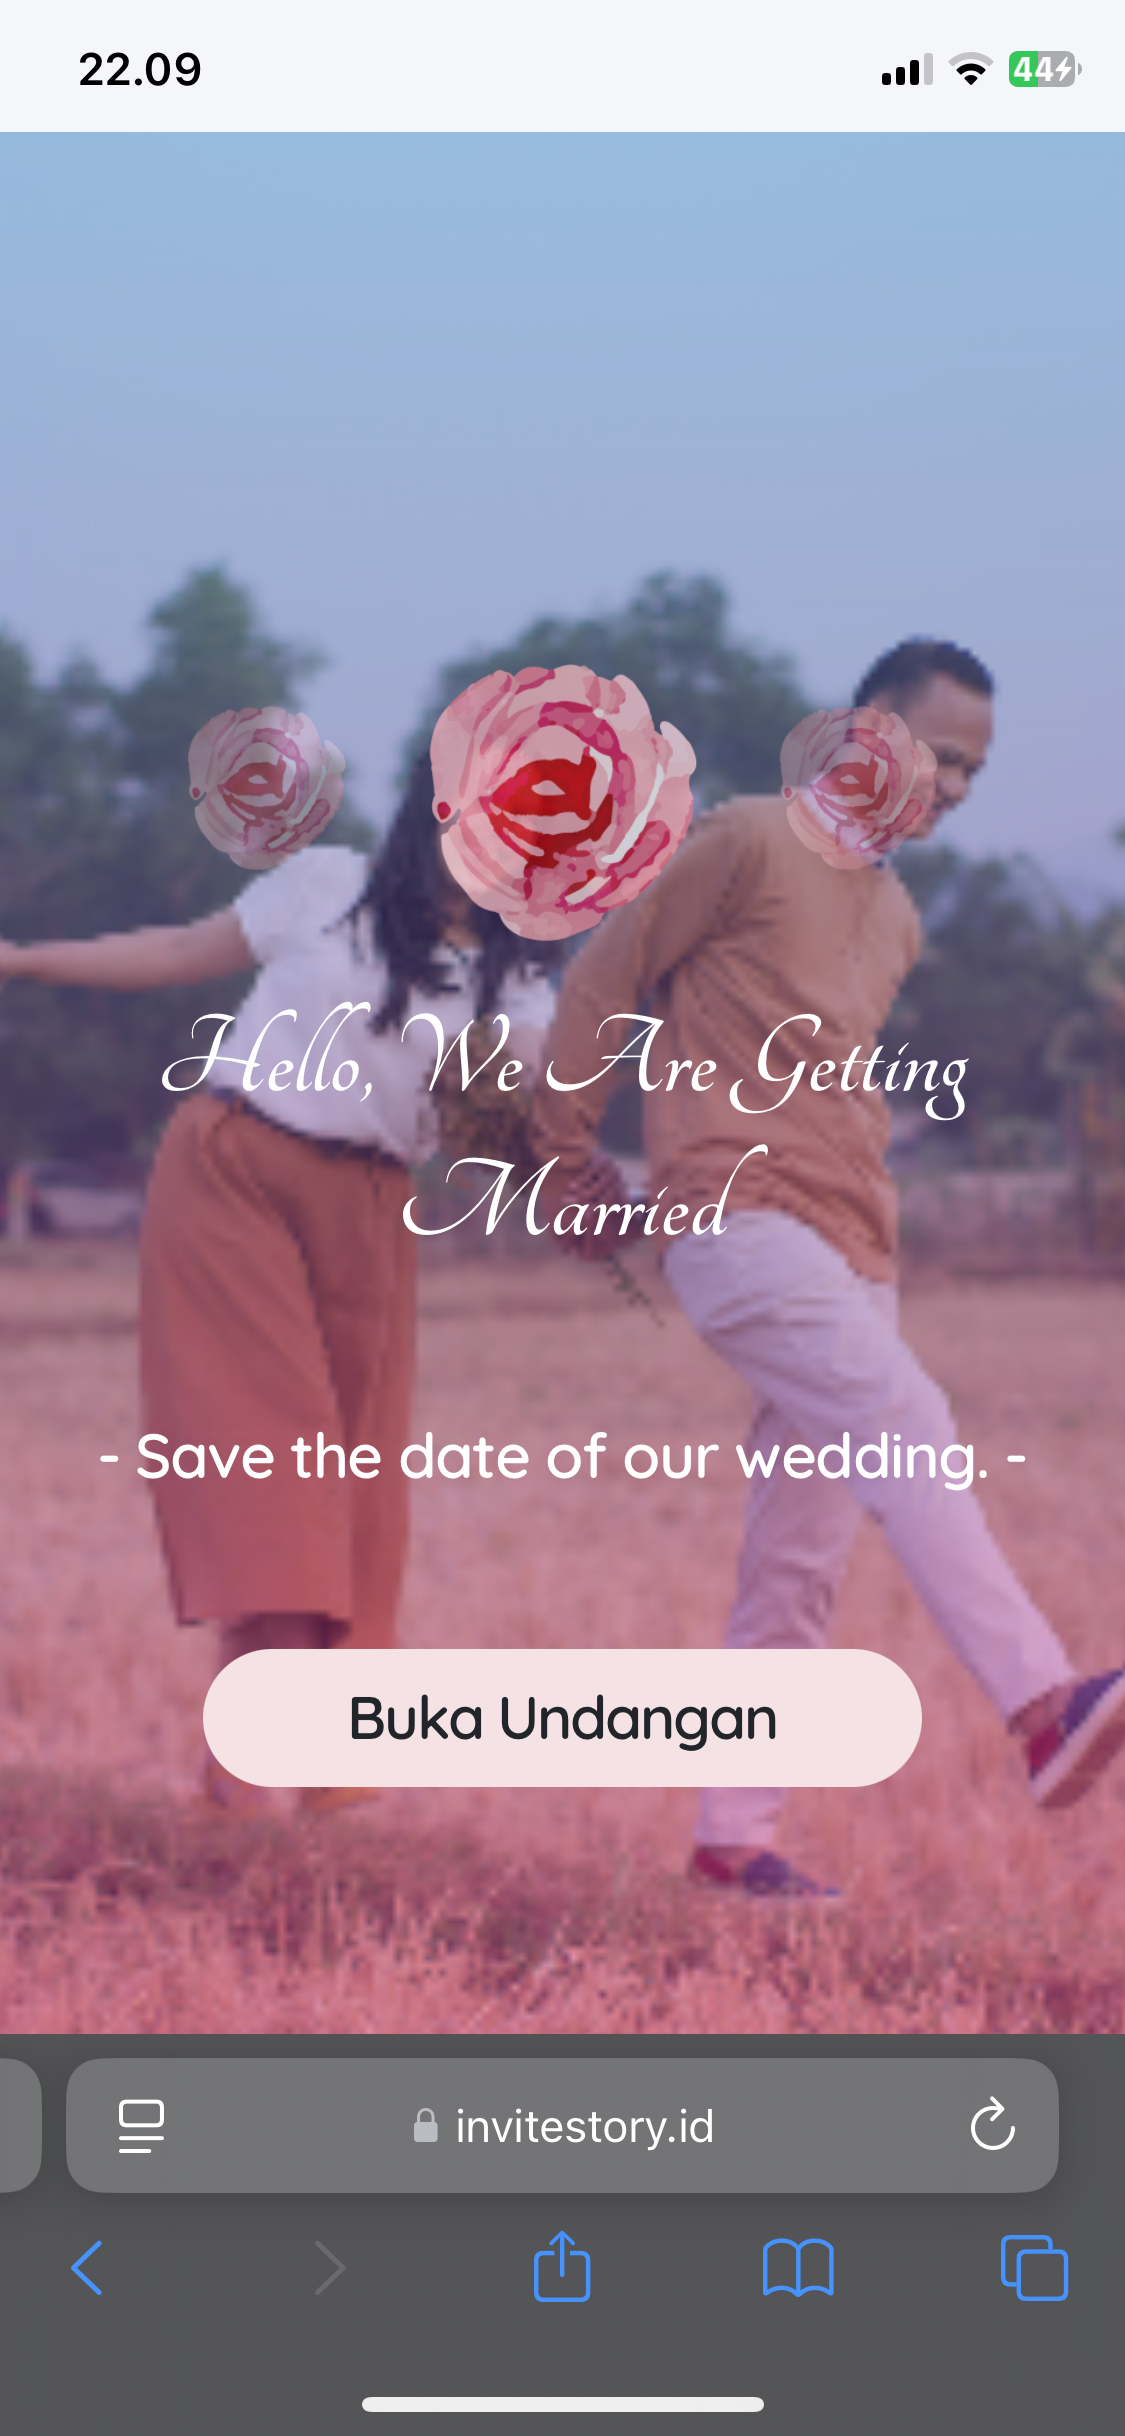 22.09
44
Hello, We Are Getting
Married
- Save the date of our wedding. -
Buka Undangan
invitestory.id